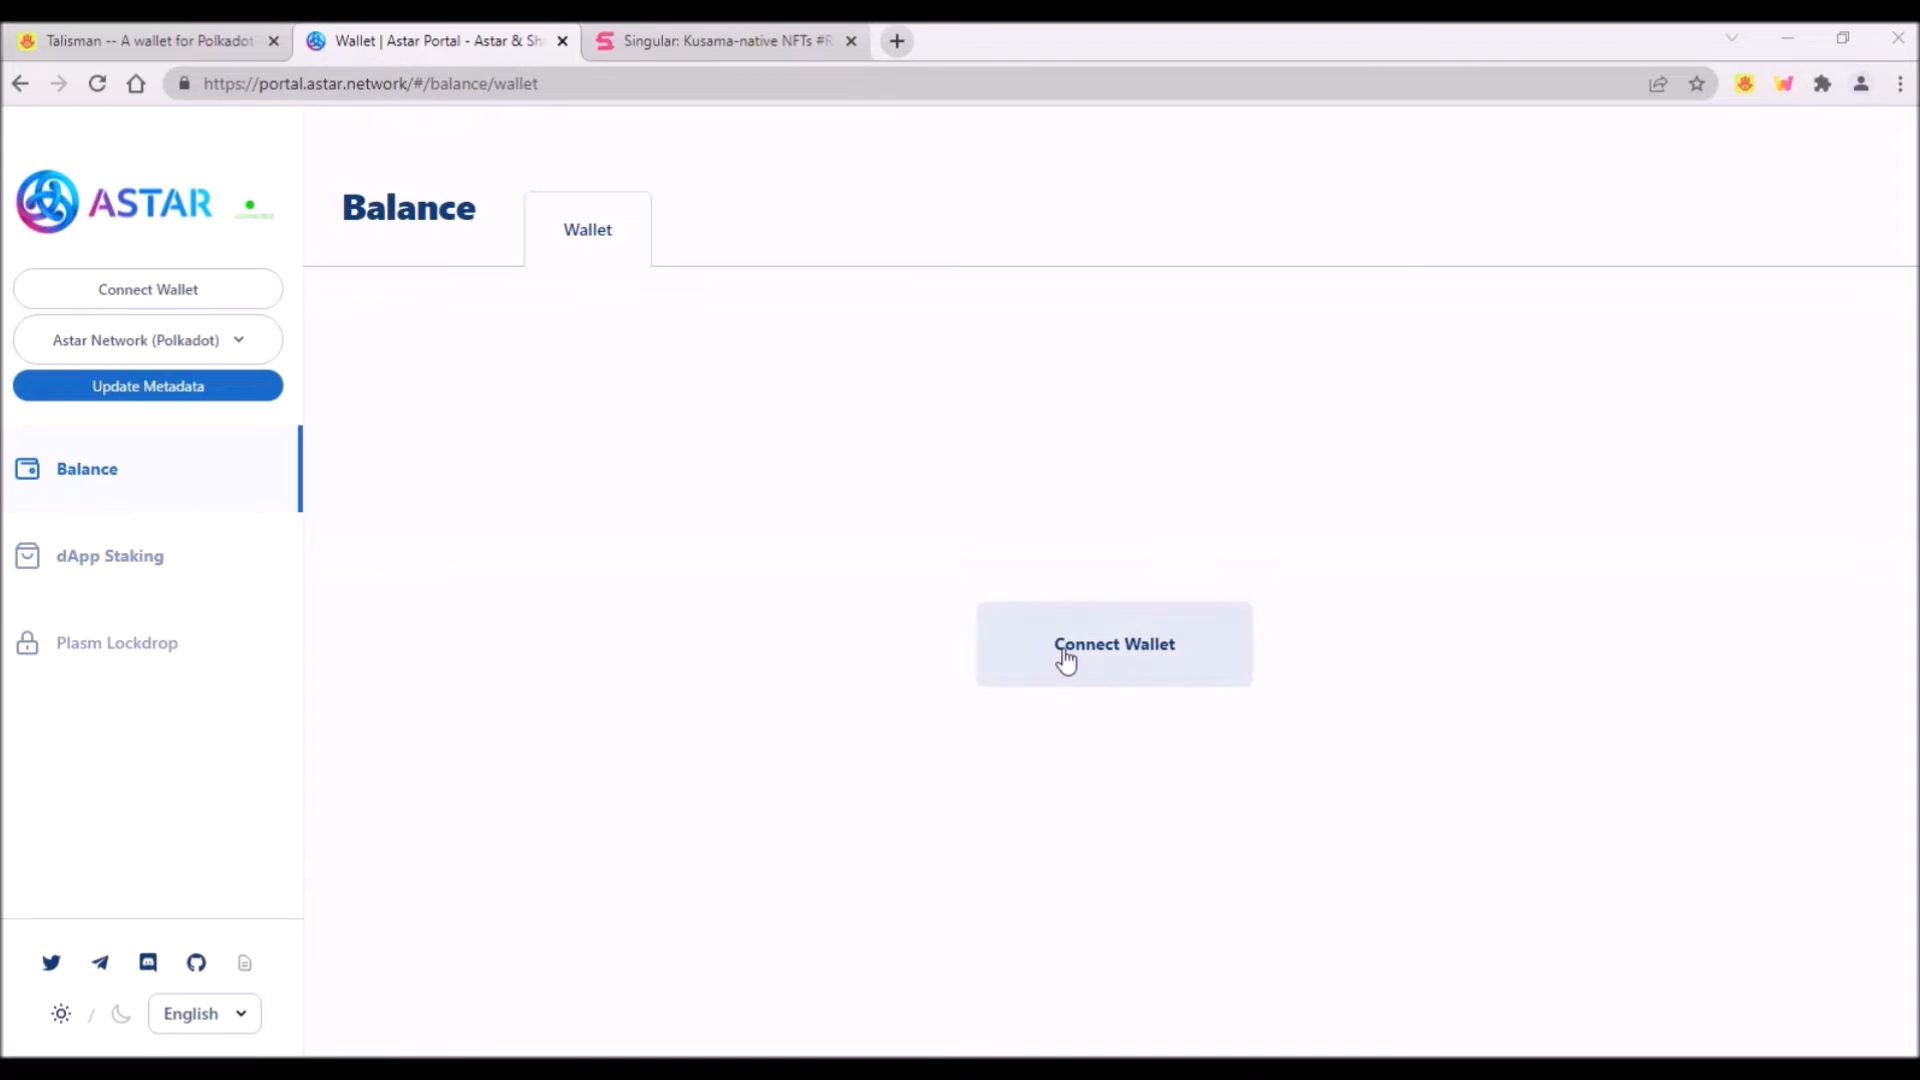 Talisman -- A wallet for Polkadot
Wallet | Astar Portal - Astar & Sh
Singular: Kusama-native NFTs #R
https://portal.astar.network/#/balance/wallet
ASTAR
connected
Connect Wallet
Astar Network (Polkadot)
Update Metadata
Balance
dApp Staking
Plasm Lockdrop
/
English
Balance
Wallet
Connect Wallet